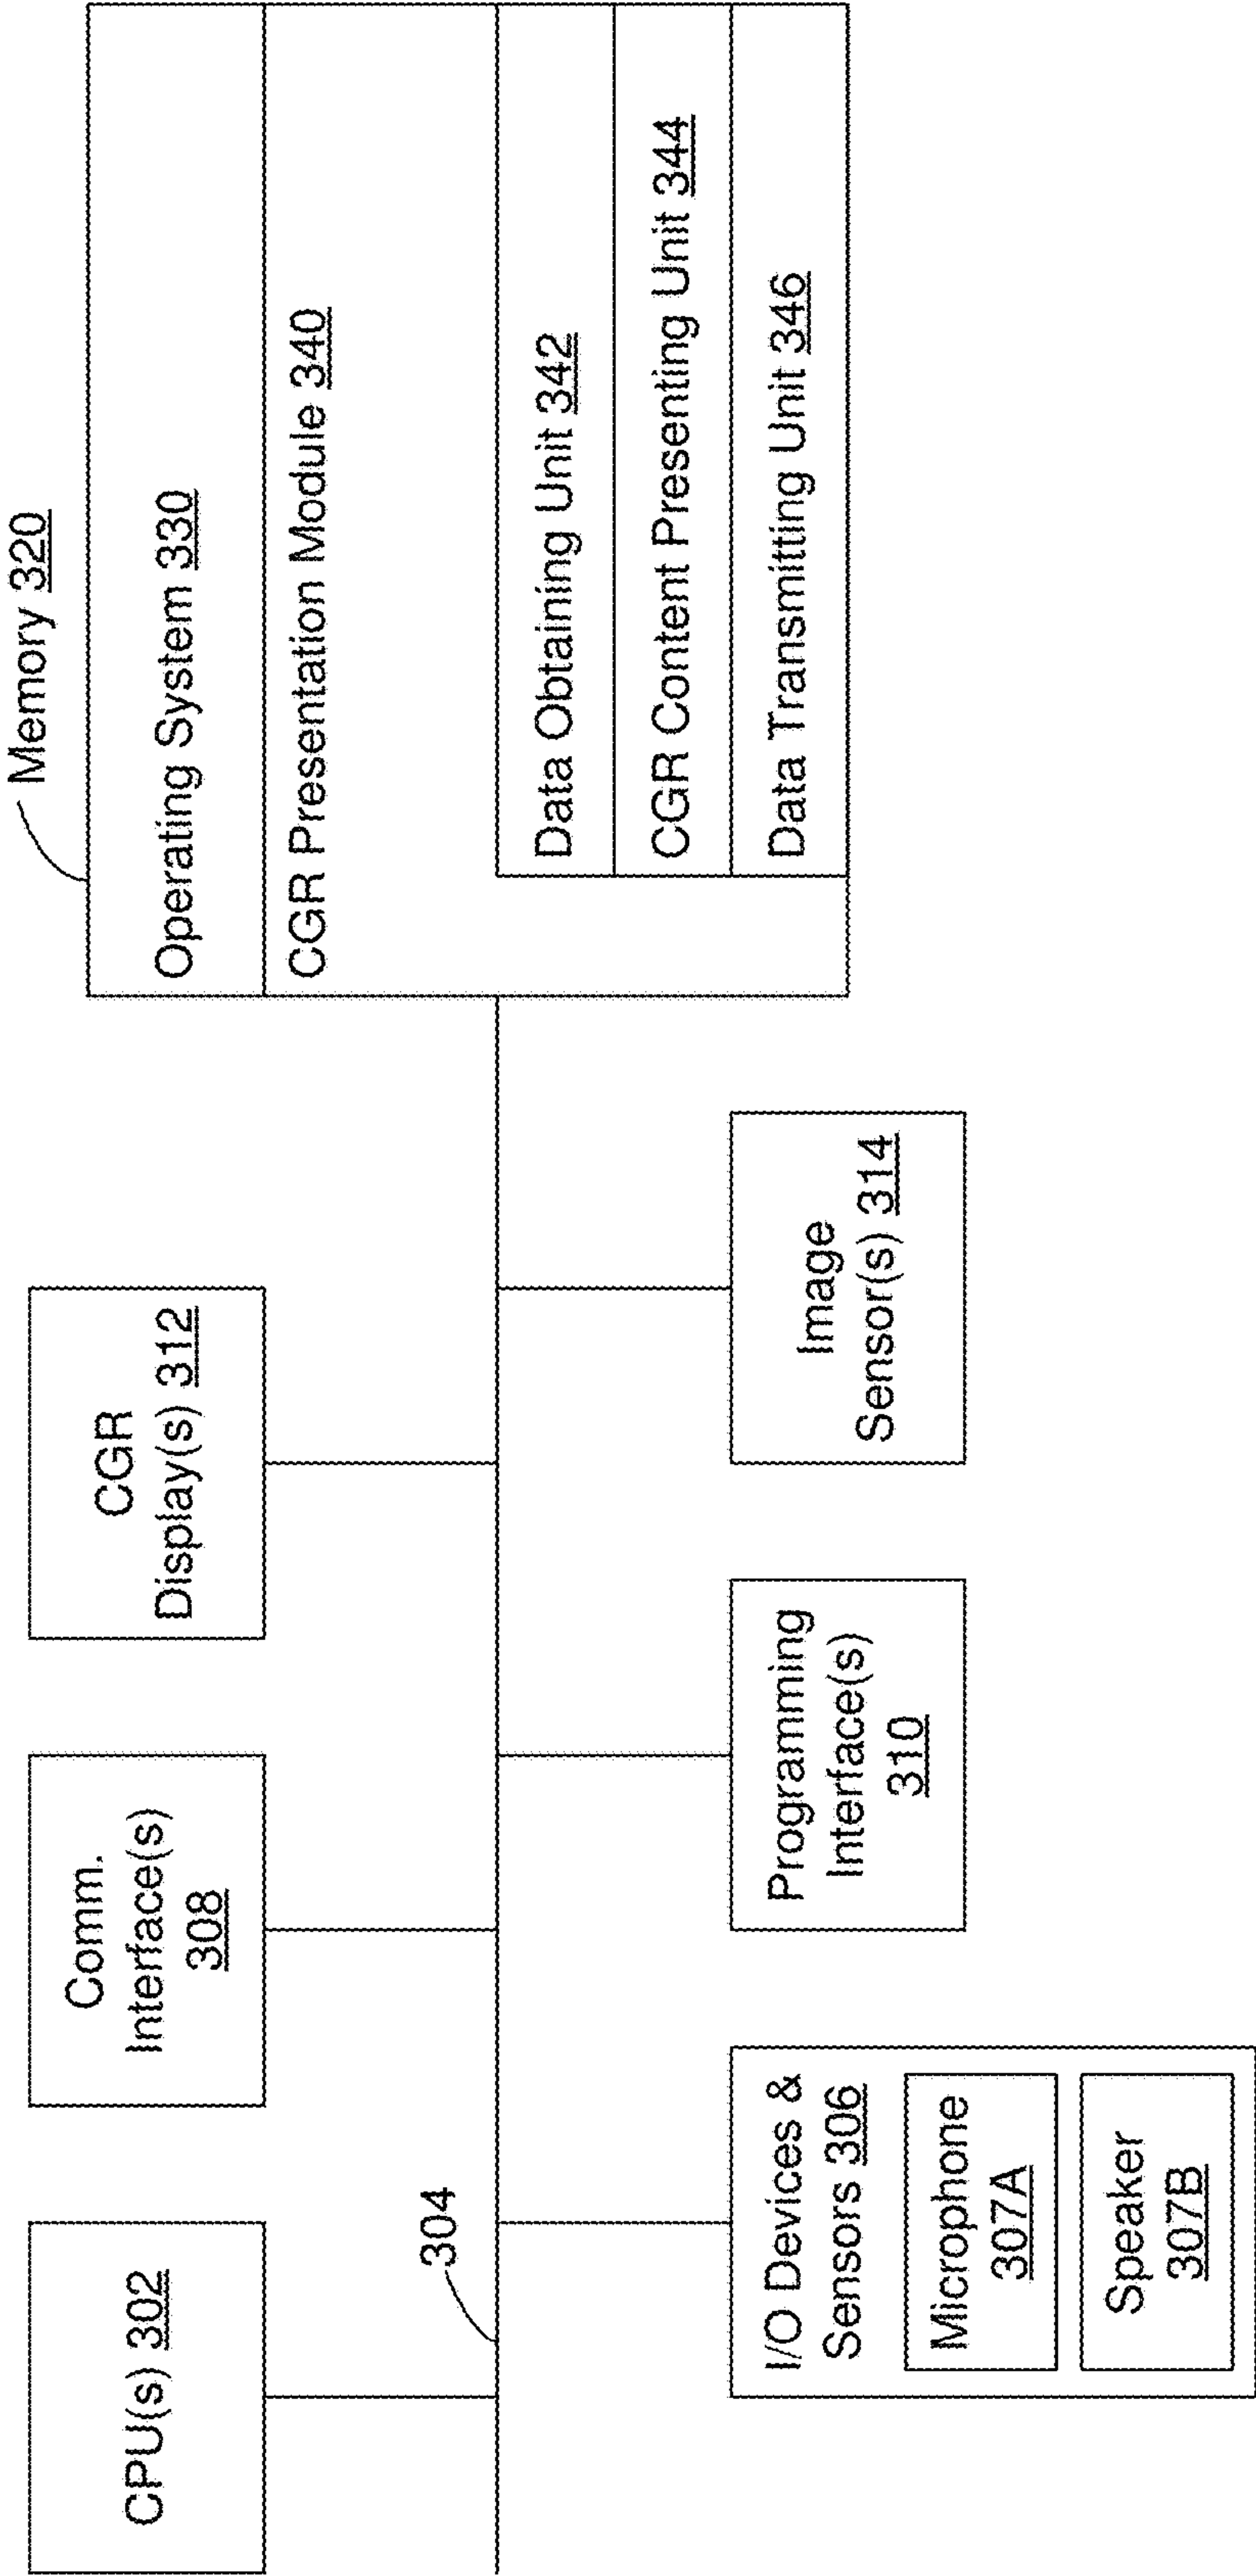 CPU(s) 302
Comm.
Interface(s)
308
CGR
Display(s) 312
Memory 320
Operating System 330
CGR Presentation Module 340
Data Obtaining Unit 342
CGR Content Presenting Unit 344
Data Transmitting Unit 346
304
I/O Devices &
Sensors 306
Microphone
307A
Speaker
307B
Programming
Interface(s)
310
Image
Sensor(s) 314